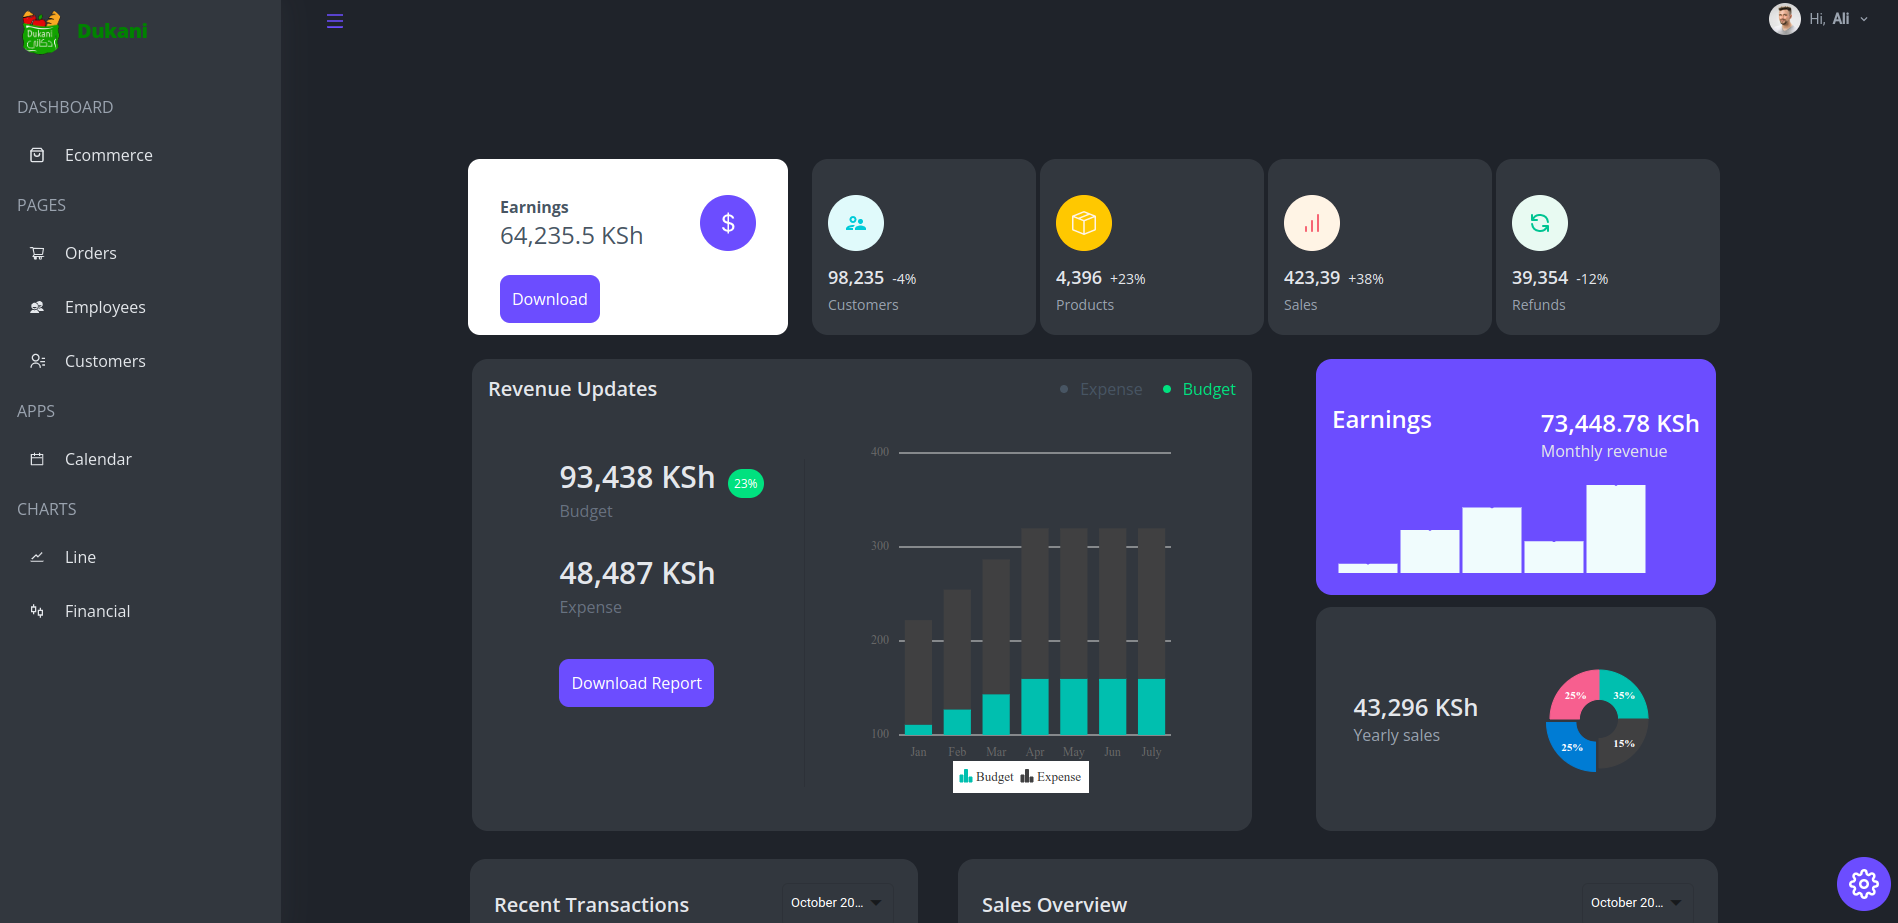 Dukani
دكاني
Dukani
Hi, Ali
DASHBOARD
Ecommerce
PAGES
Orders
Employees
Customers
APPS
Calendar
CHARTS
Line
Financial
Earnings
64,235.5 KSh
$
Download
98,235 -4%
Customers
4,396 +23%
Products
423,39 +38%
Sales
39,354 -12%
Refunds
Revenue Updates
Expense Budget
93,438 KSh 23%
Budget
48,487 KSh
Expense
Download Report
400
300
200
100
Jan Feb Mar Apr May Jun July
Budget Expense
Earnings
73,448.78 KSh
Monthly revenue
43,296 KSh
Yearly sales
25% 35%
25% 15%
Recent Transactions October 20...
Sales Overview October 20...